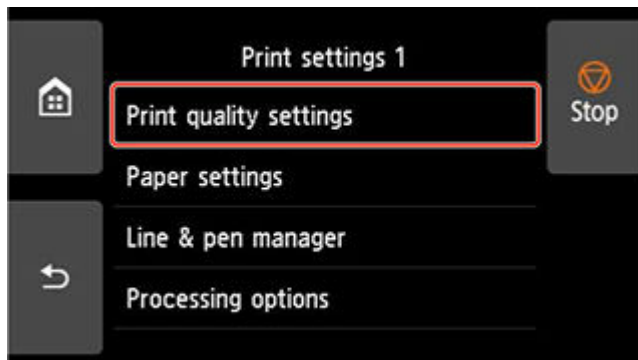 Print settings 1
Print quality settings
Stop
Paper settings
Line & pen manager
Processing options